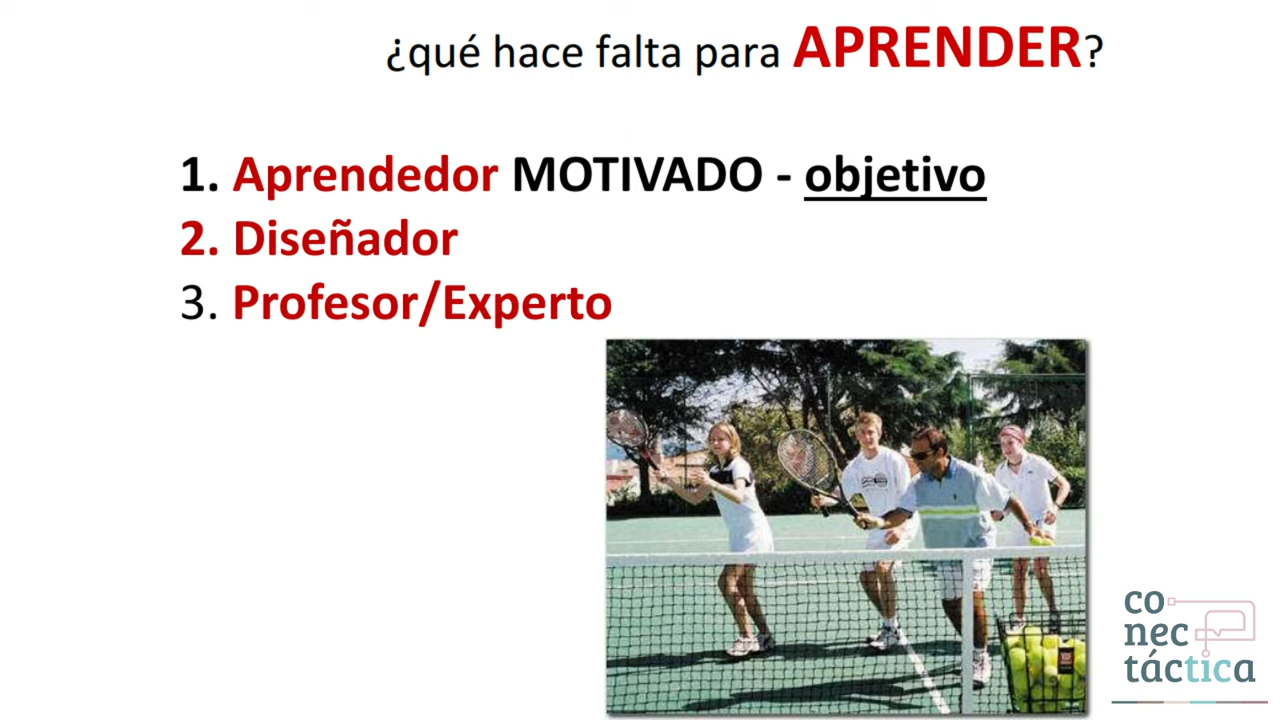 ¿qué hace falta para APRENDER?
1. Aprendedor MOTIVADO - objetivo
2. Diseñador
3. Profesor/Experto
co
nec
táctica